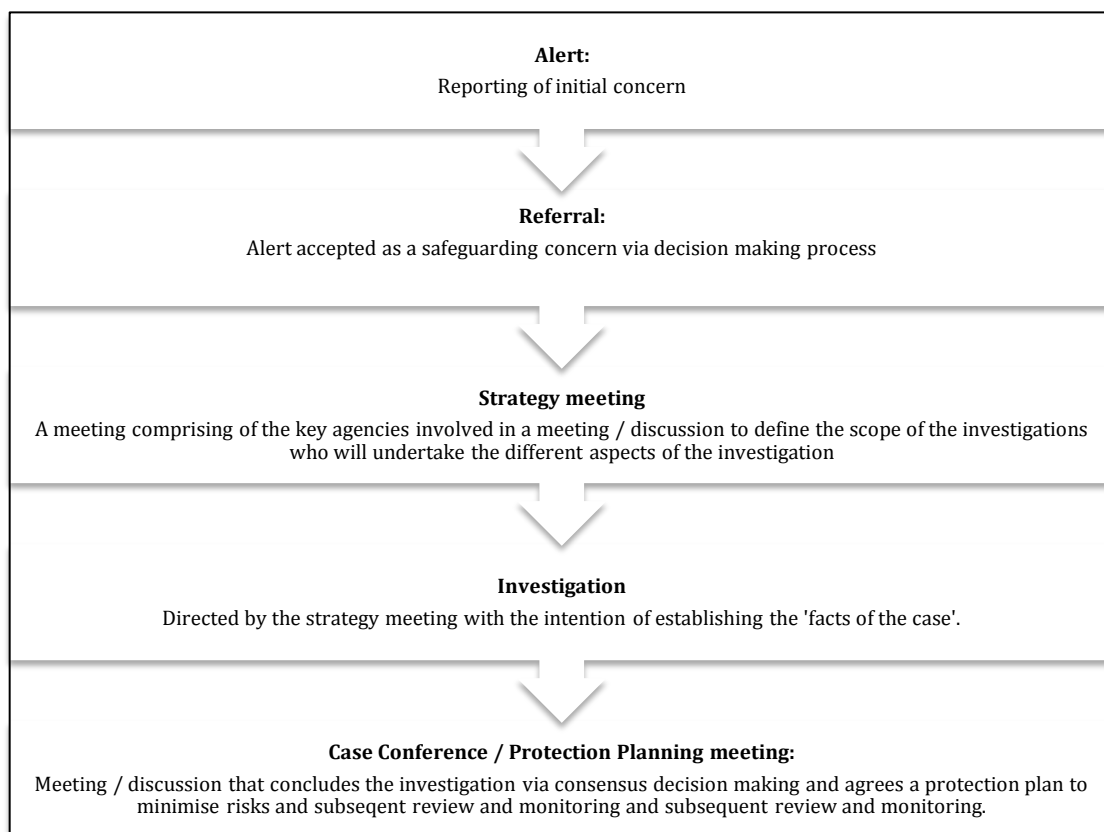 Alert:
Reporting of initial concern
Referral:
Alert accepted as a safeguarding concern via decision making process
Strategy meeting
A meeting comprising of the key agencies involved in a meeting / discussion to define the scope of the investigations
who will undertake the different aspects of the investigation
Investigation
Directed by the strategy meeting with the intention of establishing the 'facts of the case'.
Case Conference / Protection Planning meeting:
Meeting / discussion that concludes the investigation via consensus decision making and agrees a protection plan to
minimise risks and subseqent review and monitoring and subsequent review and monitoring.